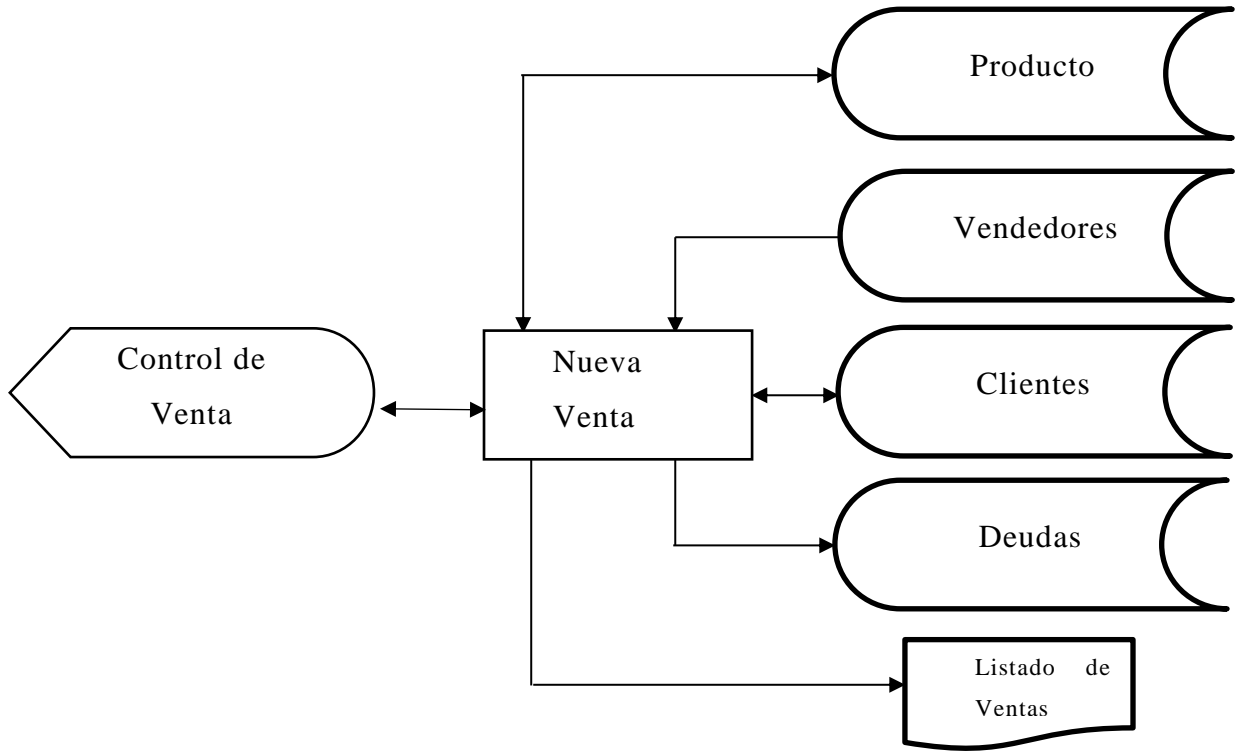 Producto
Vendedores
Control de
Venta
Nueva
Venta
Clientes
Deudas
Listado de
Ventas